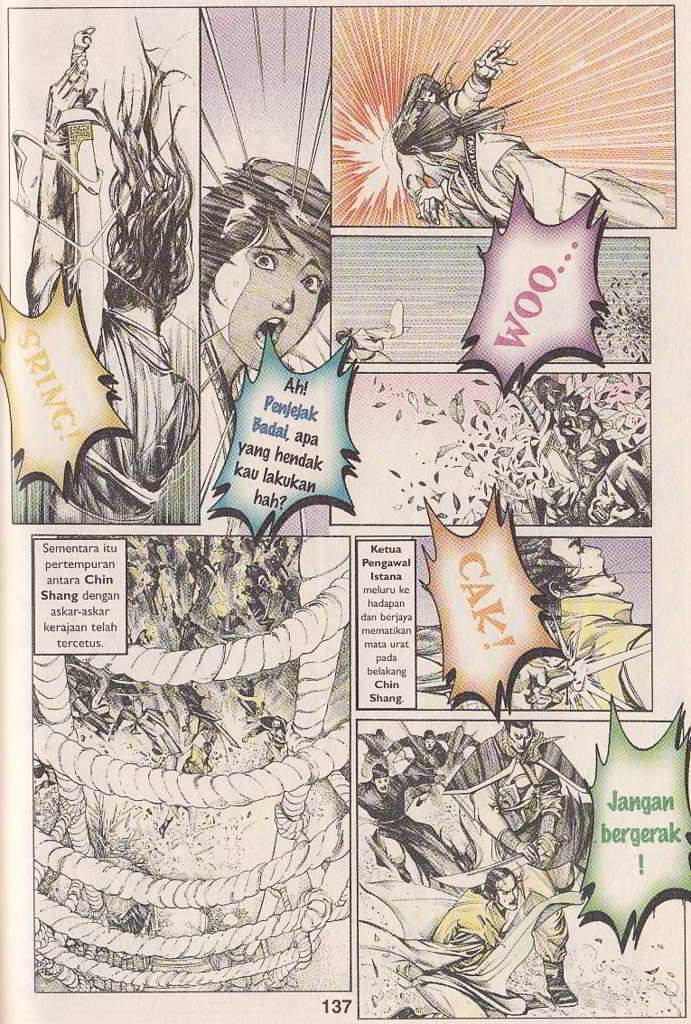 SRING!
Ah!
Penjejak
Badai, apa
yang hendak
kau lakukan
hah?
WOO...
Sementara itu
pertempuran
antara Chin
Shang dengan
askar-askar
kerajaan telah
tercetus.
Ketua
Pengawal
Istana
meluru ke
hadapan
dan berjaya
mematikan
mata urat
pada
belakang
Chin
Shang.
CAK!
Jangan
bergerak
!
137